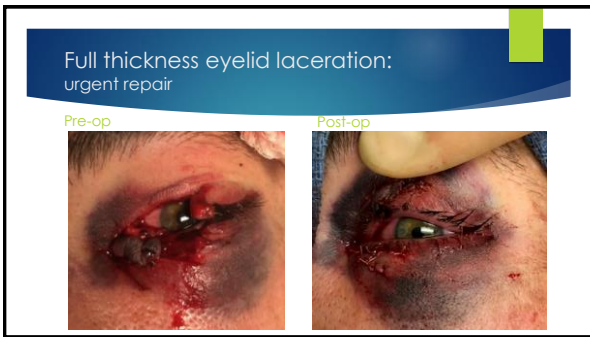 Full thickness eyelid laceration:
urgent repair
Pre-op
Post-op